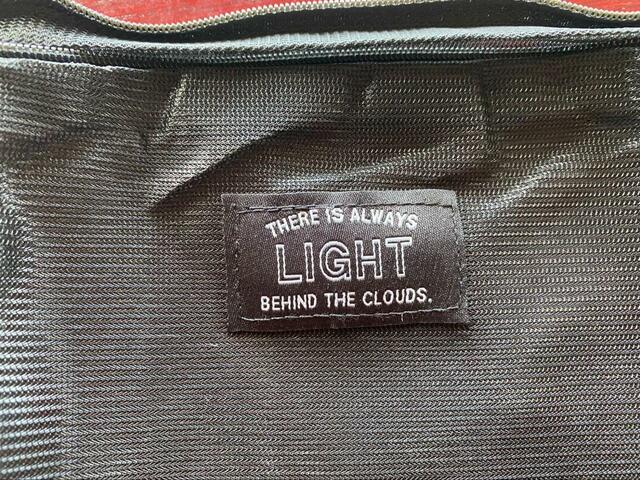 THERE IS ALWAYS
LIGHT
BEHIND THE CLOUDS.